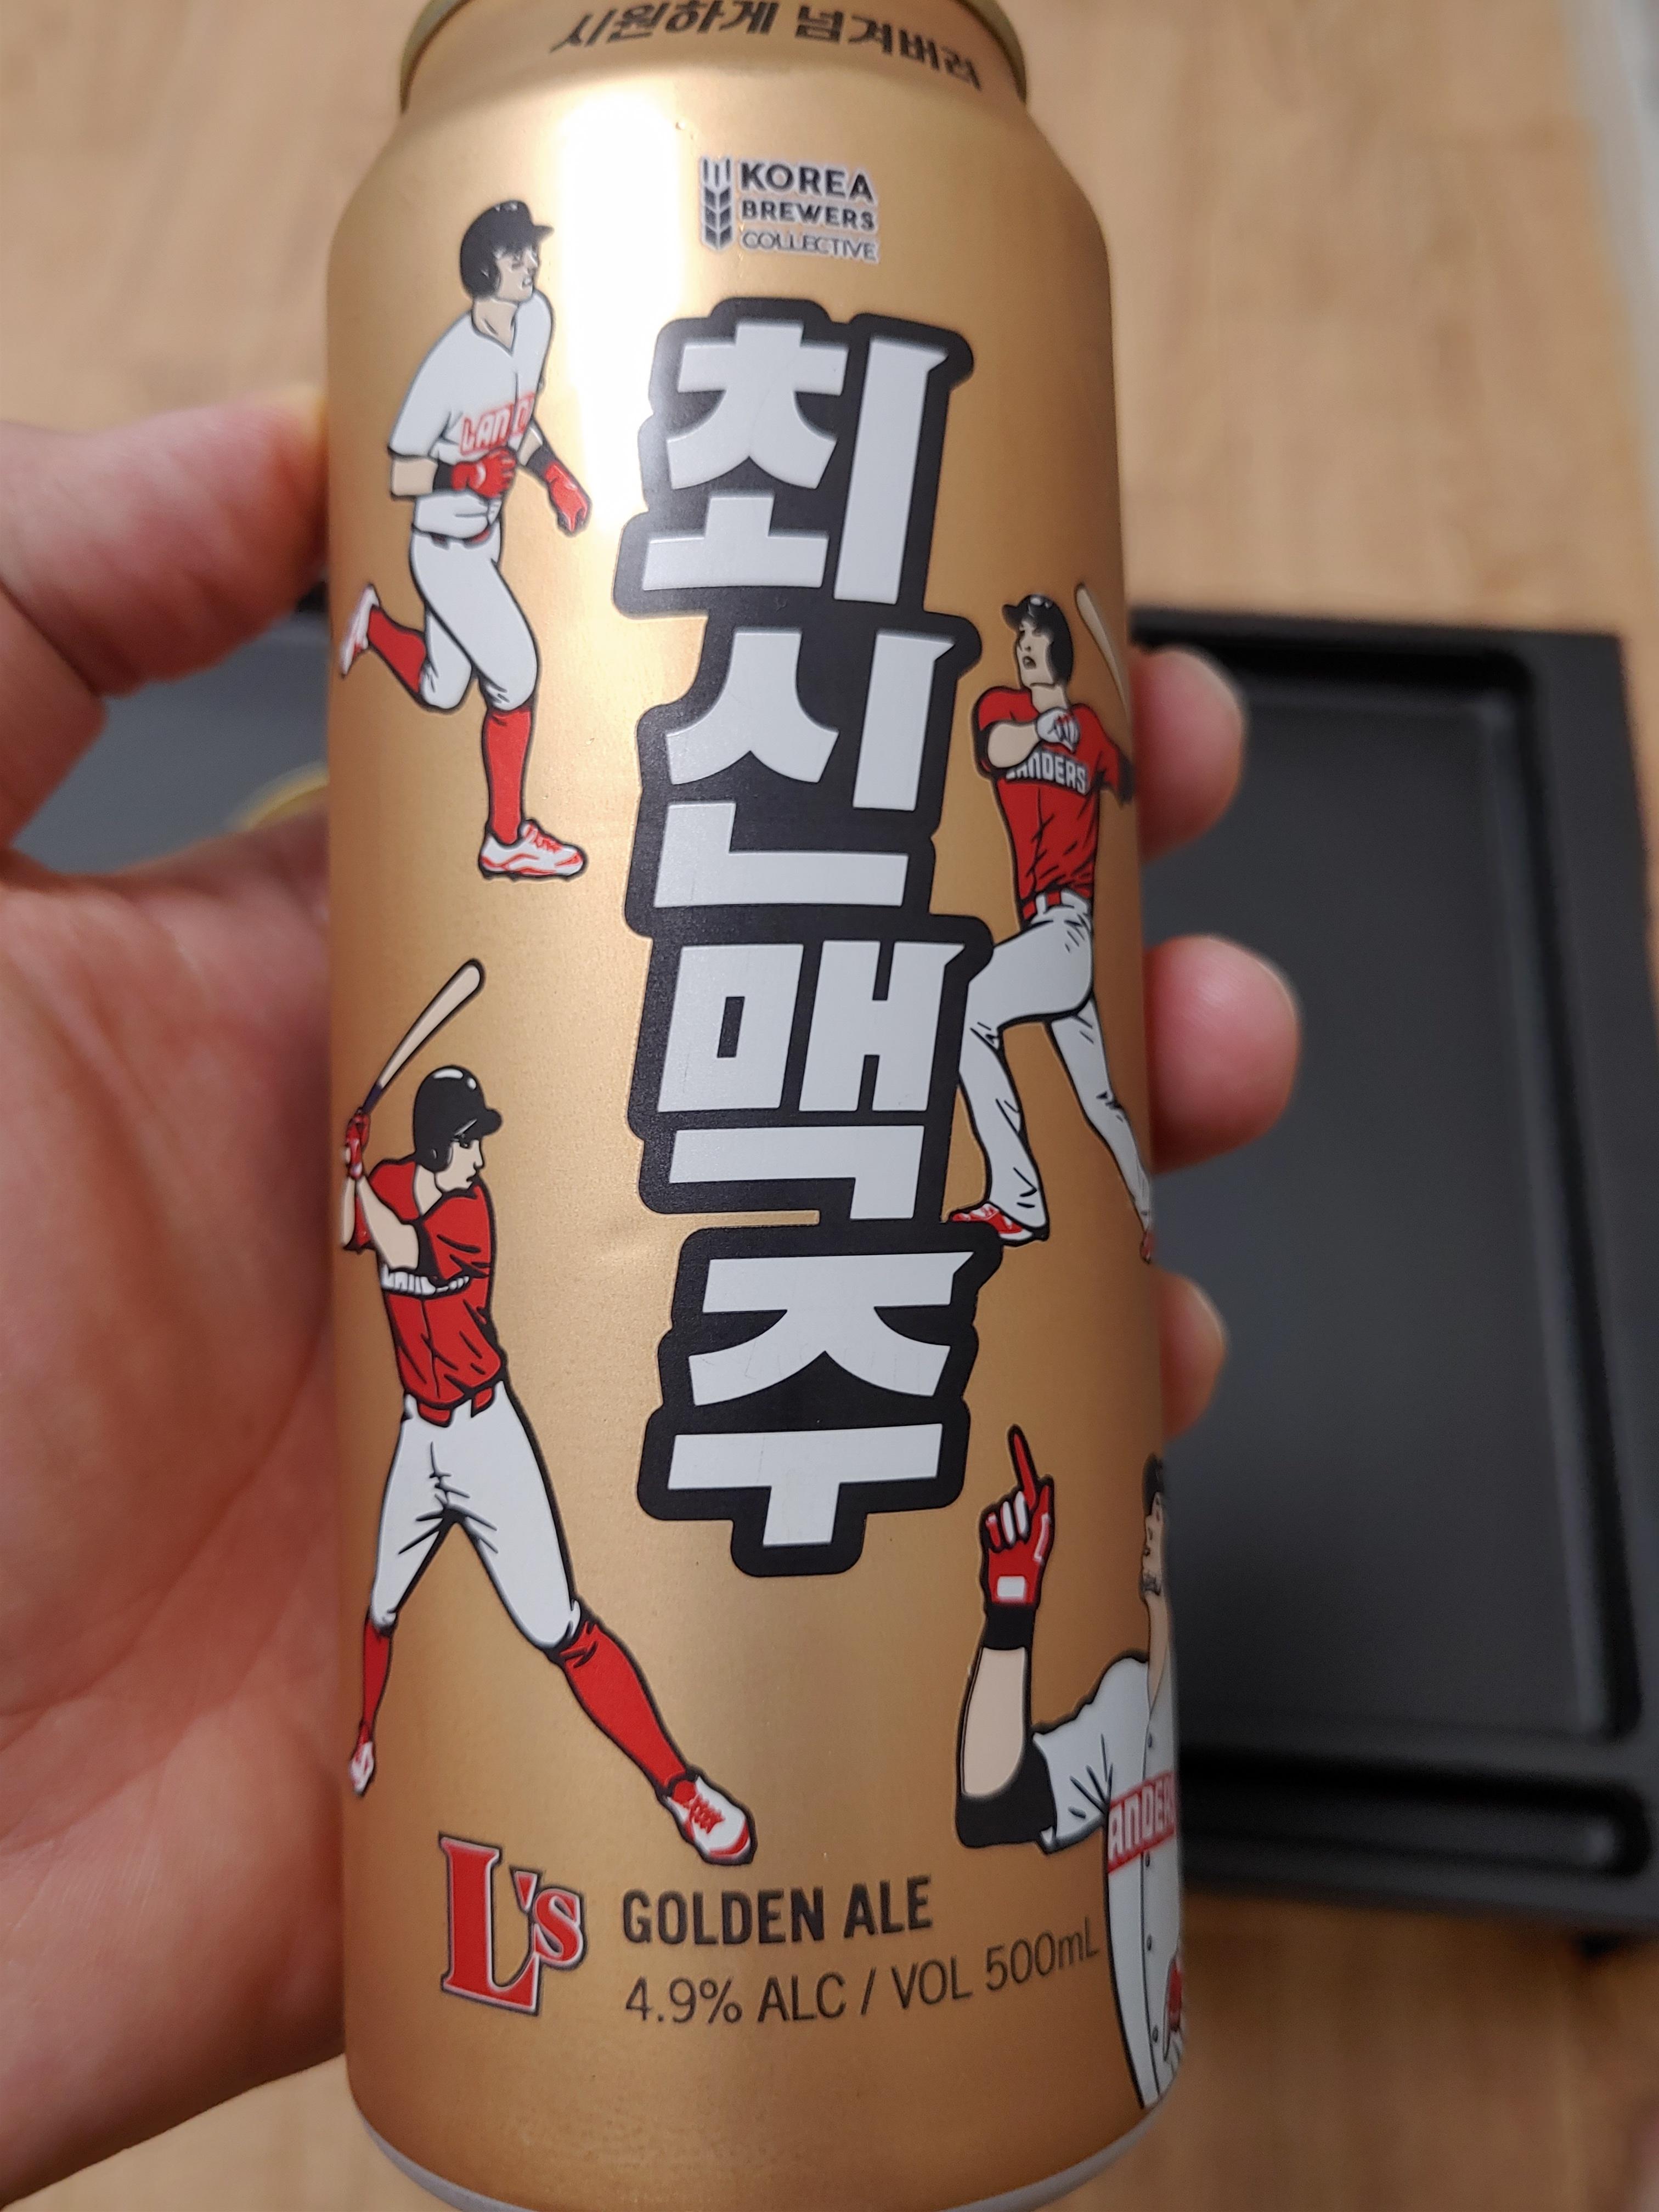 시원하게 넘겨버려
KOREA
BREWERS
COLLECTIVE
최신맥주
LANDERS
L's
GOLDEN ALE
4.9% ALC / VOL 500mL